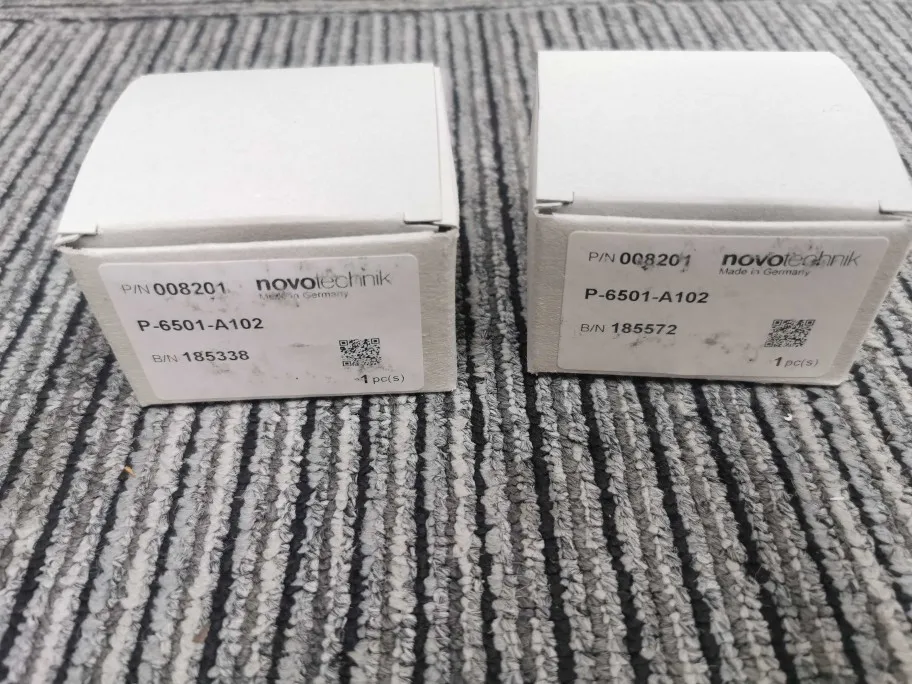 P/N 008201 novotechnik
Made in Germany
P-6501-A102
B/N 185338
1 pc(s)
P/N 008201 novotechnik
Made in Germany
P-6501-A102
B/N 185572
1 pc(s)